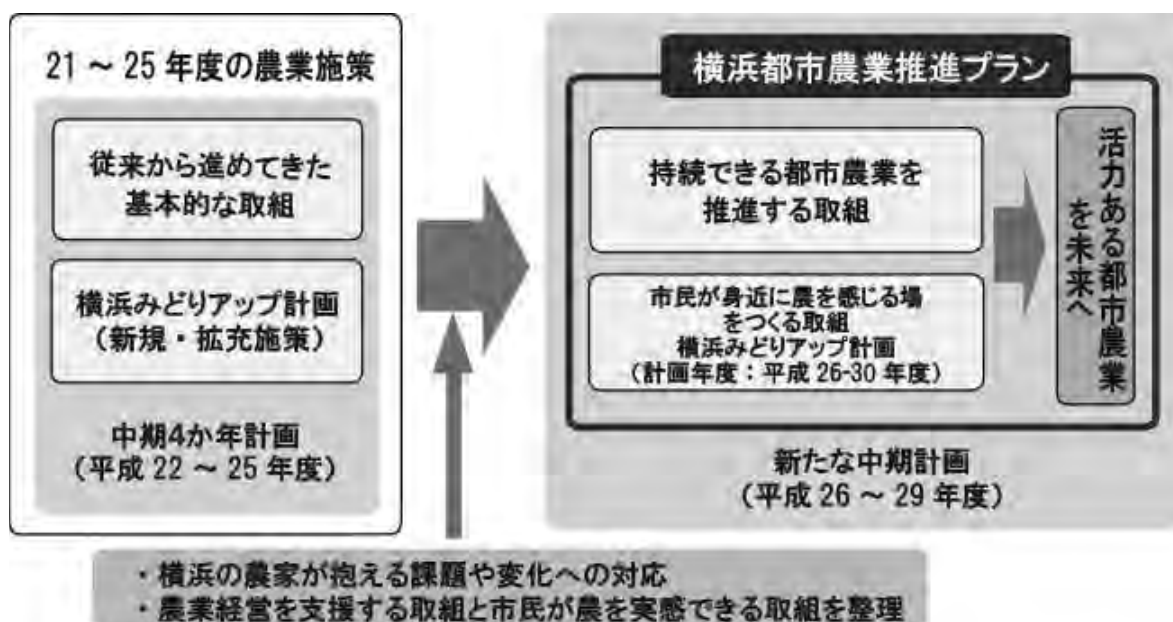 21 ~ 25 年度の農業施策
従来から進めてきた
基本的な取組
横浜みどりアップ計画
(新規・拡充施策)
中期4か年計画
(平成 22 ~ 25 年度)
横浜都市農業推進プラン
持続できる都市農業を
推進する取組
市民が身近に農を感じる場
をつくる取組
横浜みどりアップ計画
(計画年度:平成 26-30 年度)
活力ある都市農業
を未来へ
新たな中期計画
(平成 26 ~ 29 年度)
・横浜の農家が抱える課題や変化への対応
・農業経営を支援する取組と市民が農を実感できる取組を整理